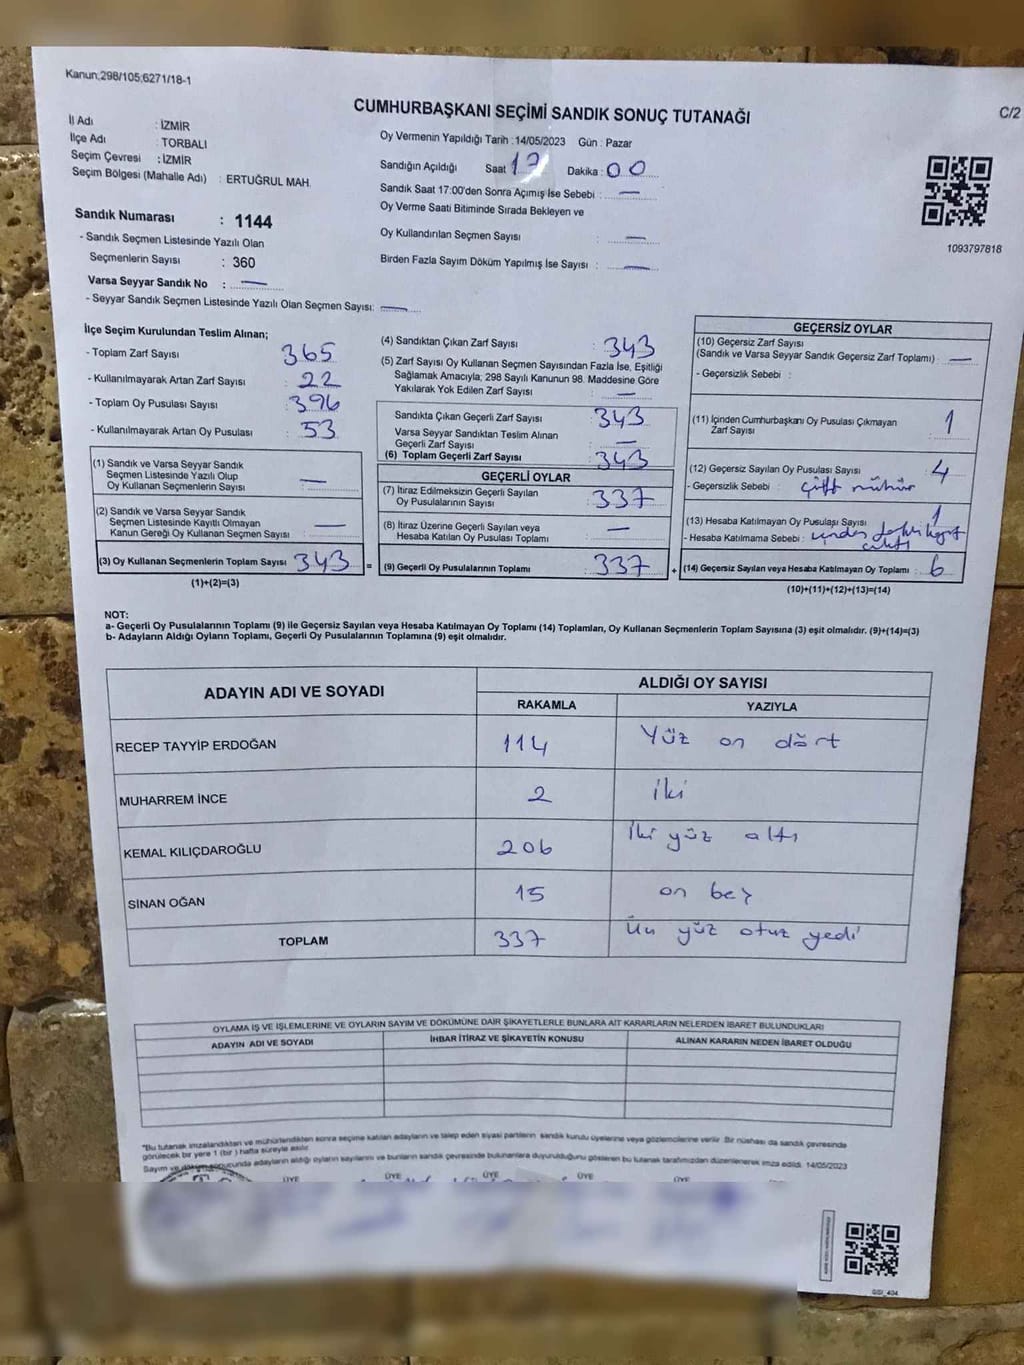 Kanun;298/105;6271/18-1
CUMHURBAŞKANI SEÇİMİ SANDIK SONUÇ TUTANAĞI
C/2
İl Adı : İZMİR
İlçe Adı : TORBALI
Seçim Çevresi : İZMİR
Seçim Bölgesi (Mahalle Adı) : ERTUĞRUL MAH.
Sandık Numarası : 1144
- Sandık Seçmen Listesinde Yazılı Olan
Seçmenlerin Sayısı : 360
Varsa Seyyar Sandık No : —
- Seyyar Sandık Seçmen Listesinde Yazılı Olan Seçmen Sayısı: —
Oy Vermenin Yapıldığı Tarih :14/05/2023 Gün : Pazar
Sandığın Açıldığı Saat 17 Dakika : 00
Sandık Saat 17:00'den Sonra Açımış İse Sebebi : —
Oy Verme Saati Bitiminde Sırada Bekleyen ve
Oy Kullandırılan Seçmen Sayısı : —
Birden Fazla Sayım Döküm Yapılmış İse Sayısı : —
1093797818
İlçe Seçim Kurulundan Teslim Alınan;
- Toplam Zarf Sayısı : 365
- Kullanılmayarak Artan Zarf Sayısı : 22
- Toplam Oy Pusulası Sayısı : 396
- Kullanılmayarak Artan Oy Pusulası : 53
(1) Sandık ve Varsa Seyyar Sandık
Seçmen Listesinde Yazılı Olup
Oy Kullanan Seçmenlerin Sayısı : —
(2) Sandık ve Varsa Seyyar Sandık
Seçmen Listesinde Kayıtlı Olmayan
Kanun Gereği Oy Kullanan Seçmen Sayısı : —
(3) Oy Kullanan Seçmenlerin Toplam Sayısı : 343 =
(1)+(2)=(3)
(4) Sandıktan Çıkan Zarf Sayısı : 343
(5) Zarf Sayısı Oy Kullanan Seçmen Sayısından Fazla İse, Eşitliği
Sağlamak Amacıyla; 298 Sayılı Kanunun 98. Maddesine Göre
Yakılarak Yok Edilen Zarf Sayısı : —
Sandıkta Çıkan Geçerli Zarf Sayısı : 343
Varsa Seyyar Sandıktan Teslim Alınan
Geçerli Zarf Sayısı : —
(6) Toplam Geçerli Zarf Sayısı : 343
GEÇERLİ OYLAR
(7) İtiraz Edilmeksizin Geçerli Sayılan
Oy Pusulalarının Sayısı : 337
(8) İtiraz Üzerine Geçerli Sayılan veya
Hesaba Katılan Oy Pusulası Toplamı : —
(9) Geçerli Oy Pusulalarının Toplamı : 337 +
GEÇERSİZ OYLAR
(10) Geçersiz Zarf Sayısı
(Sandık ve Varsa Seyyar Sandık Geçersiz Zarf Toplamı) : —
- Geçersizlik Sebebi :
(11) İçinden Cumhurbaşkanı Oy Pusulası Çıkmayan
Zarf Sayısı : 1
(12) Geçersiz Sayılan Oy Pusulası Sayısı : 4
- Geçersizlik Sebebi : Çift mühür
(13) Hesaba Katılmayan Oy Pusulası Sayısı : 1
- Hesaba Katılmama Sebebi : çıktı
(14) Geçersiz Sayılan veya Hesaba Katılmayan Oy Toplamı : 6
(10)+(11)+(12)+(13)=(14)
NOT:
a- Geçerli Oy Pusulalarının Toplamı (9) ile Geçersiz Sayılan veya Hesaba Katılmayan Oy Toplamı (14) Toplamları, Oy Kullanan Seçmenlerin Toplam Sayısına (3) eşit olmalıdır. (9)+(14)=(3)
b- Adayların Aldığı Oyların Toplamı, Geçerli Oy Pusulalarının Toplamına (9) eşit olmalıdır.
ADAYIN ADI VE SOYADI ALDIĞI OY SAYISI
RAKAMLA YAZIYLA
RECEP TAYYİP ERDOĞAN 114 Yüz on dört
MUHARREM İNCE 2 İki
KEMAL KILIÇDAROĞLU 206 İki yüz altı
SİNAN OĞAN 15 on beş
TOPLAM 337 Üç yüz otuz yedi
OYLAMA İŞ VE İŞLEMLERİNE VE OYLARIN SAYIM VE DÖKÜMÜNE DAİR ŞİKAYETLERLE BUNLARA AİT KARARLARIN NELERDEN İBARET BULUNDUKLARI
ADAYIN ADI VE SOYADI İHBAR İTİRAZ VE ŞİKAYETİN KONUSU ALINAN KARARIN NEDEN İBARET OLDUĞU
"Bu tutanak imzalandıktan ve mühürlendikten sonra seçime katılan adayların ve talep eden siyasi partilerin sandık kurulu üyelerine veya gözlemcilerine verilir. Bir nüshası da sandık çevresinde
görülecek bir yere 1 (bir) hafta süreyle asılır.
Sayım ve döküm sonucunda adayların aldığı oyların sayılarını ve bunların sandık çevresinde bulunanlara duyurulduğunu gösteren bu tutanak tarafımızdan düzenlenerek imza edildi. 14/05/2023
ÜYE ÜYE ÜYE ÜYE ÜYE